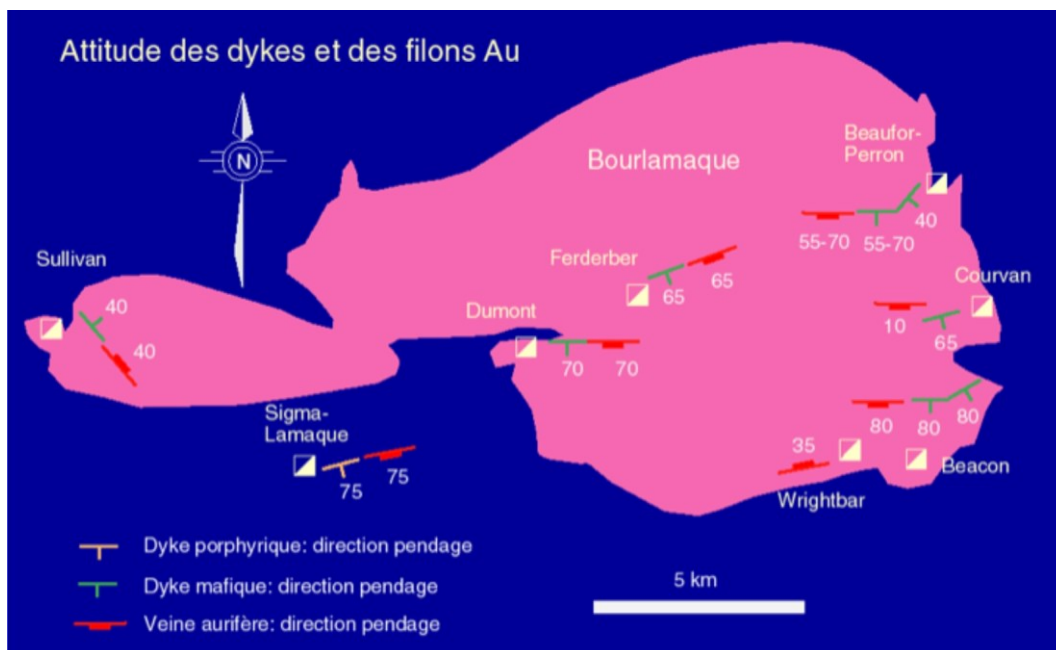 Attitude des dykes et des filons Au
N
Bourlamaque
Beaufor-
Perron
40
55-70
55-70
Ferderber
65
65
Sullivan
40
40
Courvan
10
65
Dumont
70
70
Sigma-
Lamaque
75
75
80
80
80
35
Beacon
Wrightbar
Dyke porphyrique: direction pendage
Dyke mafique: direction pendage
Veine aurifère: direction pendage
5 km